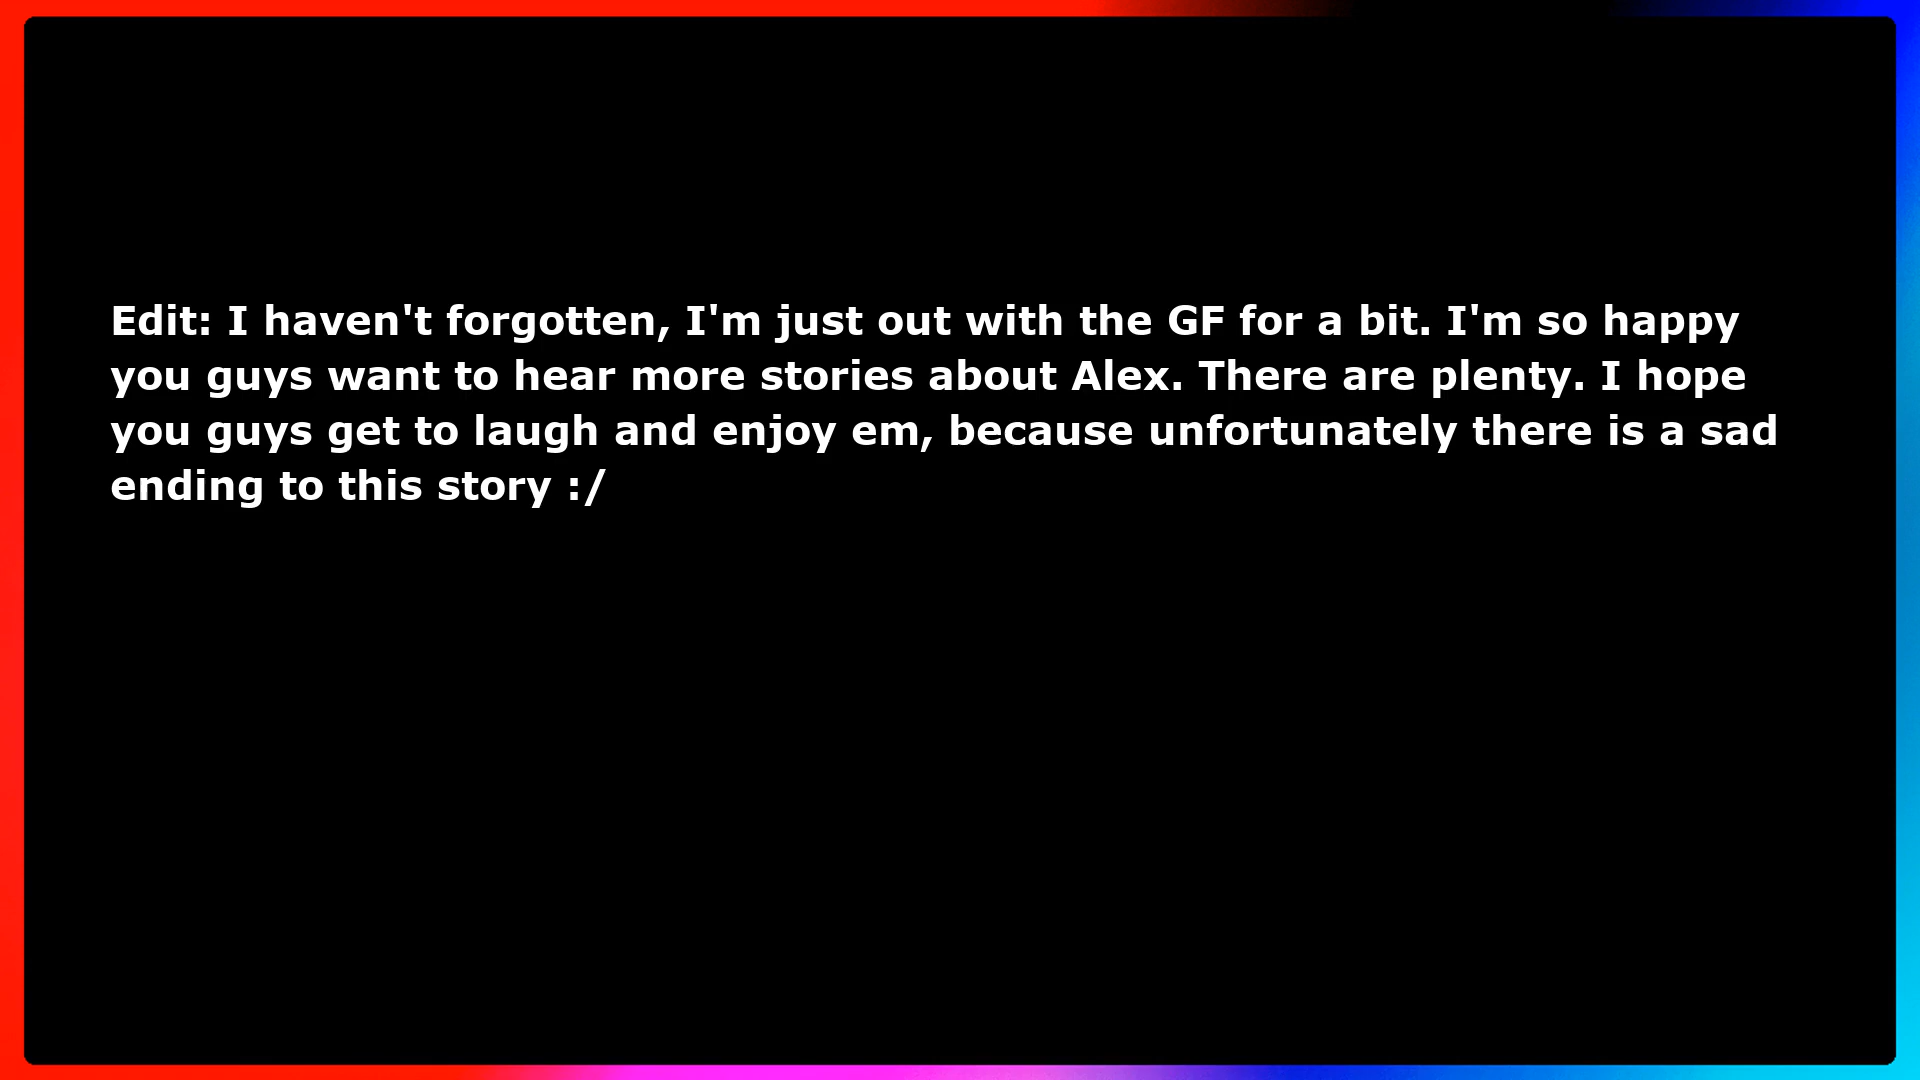 Edit: I haven't forgotten, I'm just out with the GF for a bit. I'm so happy
you guys want to hear more stories about Alex. There are plenty. I hope
you guys get to laugh and enjoy em, because unfortunately there is a sad
ending to this story :/